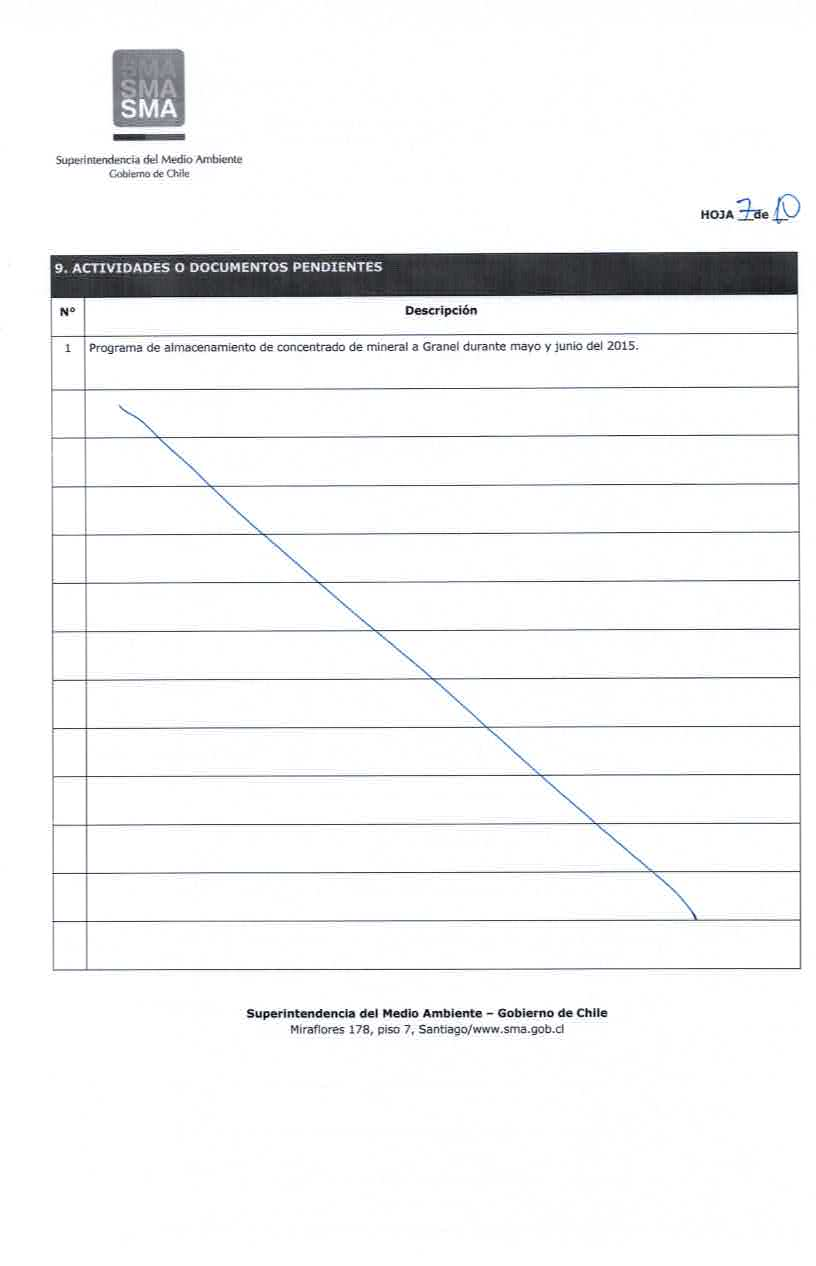 SMA
SMA
SMA
Superintendencia del Medio Ambiente
Gobierno de Chile
HOJA 7 de 10
9. ACTIVIDADES O DOCUMENTOS PENDIENTES
Nº Descripción
1 Programa de almacenamiento de concentrado de mineral a Granel durante mayo y junio del 2015.
Superintendencia del Medio Ambiente – Gobierno de Chile
Miraflores 178, piso 7, Santiago/www.sma.gob.cl